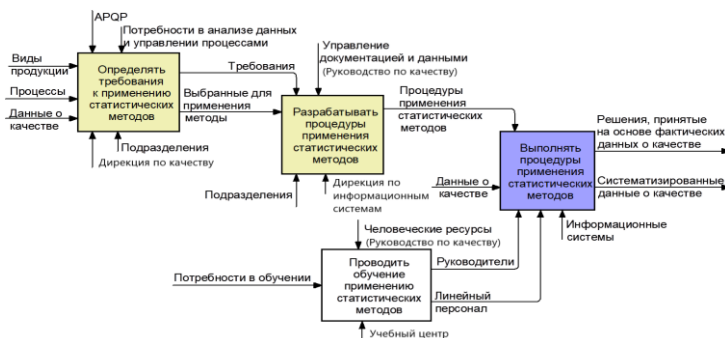 APQP
Потребности в анализе данных
и управлении процессами
Виды
продукции
Процессы
Данные о
качестве
Определять
требования
к применению
статистических
методов
Подразделения
Дирекция по качеству
Требования
Выбранные для
применения
методы
Управление
документацией и данными
(Руководство по качеству)
Разрабатывать
процедуры
применения
статистических
методов
Подразделения
Дирекция по
информационным
системам
Процедуры
применения
статистических
методов
Данные о
качестве
Выполнять
процедуры
применения
статистических
методов
Решения, принятые
на основе фактических
данных о качестве
Систематизированные
данные о качестве
Информационные
системы
Человеческие ресурсы
(Руководство по качеству)
Потребности в обучении
Проводить
обучение
применению
статистических
методов
Руководители
Линейный
персонал
Учебный центр